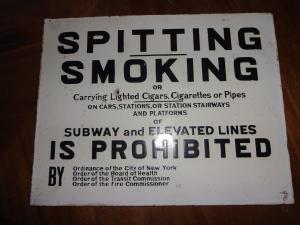 SPITTING
SMOKING
OR
Carrying Lighted Cigars, Cigarettes or Pipes
ON CARS, STATIONS, OR STATION STAIRWAYS
AND PLATFORMS
OF
SUBWAY and ELEVATED LINES
IS PROHIBITED
BY
Ordinance of the City of New York
Order of the Board of Health
Order of the Transit Commission
Order of the Fire Commissioner